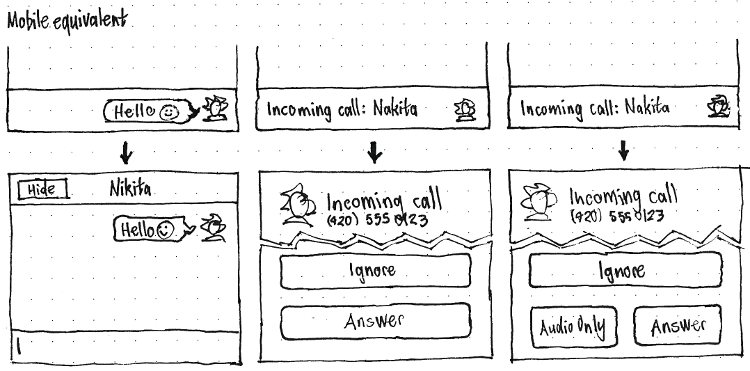 Mobile equivalent
Hello
Incoming call: Nakita
Incoming call: Nakita
Hide
Nikita
Hello
Incoming call
(420) 555 0123
Ignore
Answer
Incoming call
(420) 555 0123
Ignore
Audio Only
Answer